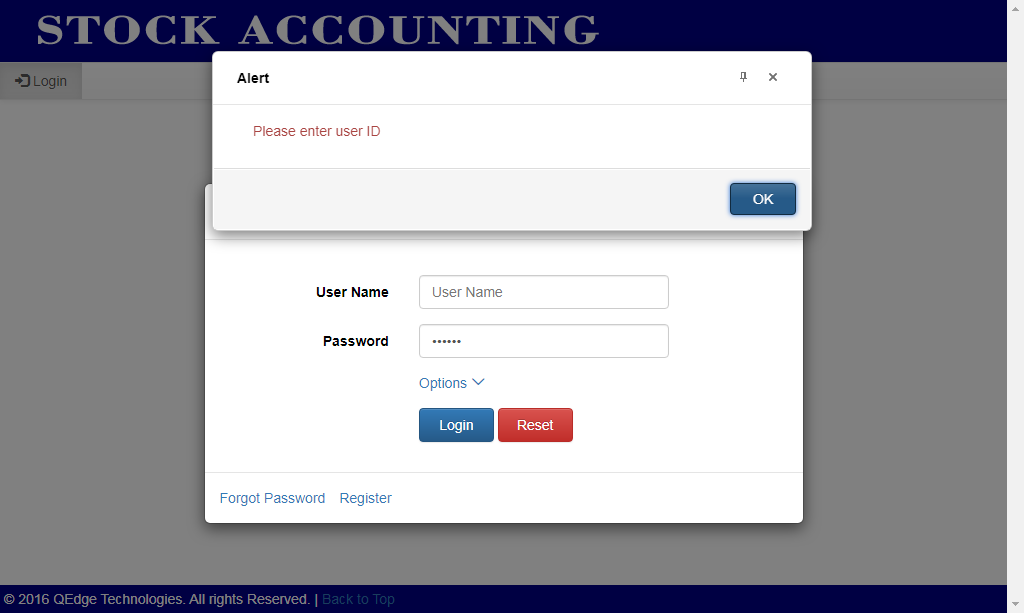 STOCK ACCOUNTING
Login
Alert
Please enter user ID
OK
User Name User Name
Password ••••••
Options
Login Reset
Forgot Password Register
© 2016 QEdge Technologies. All rights Reserved. | Back to Top